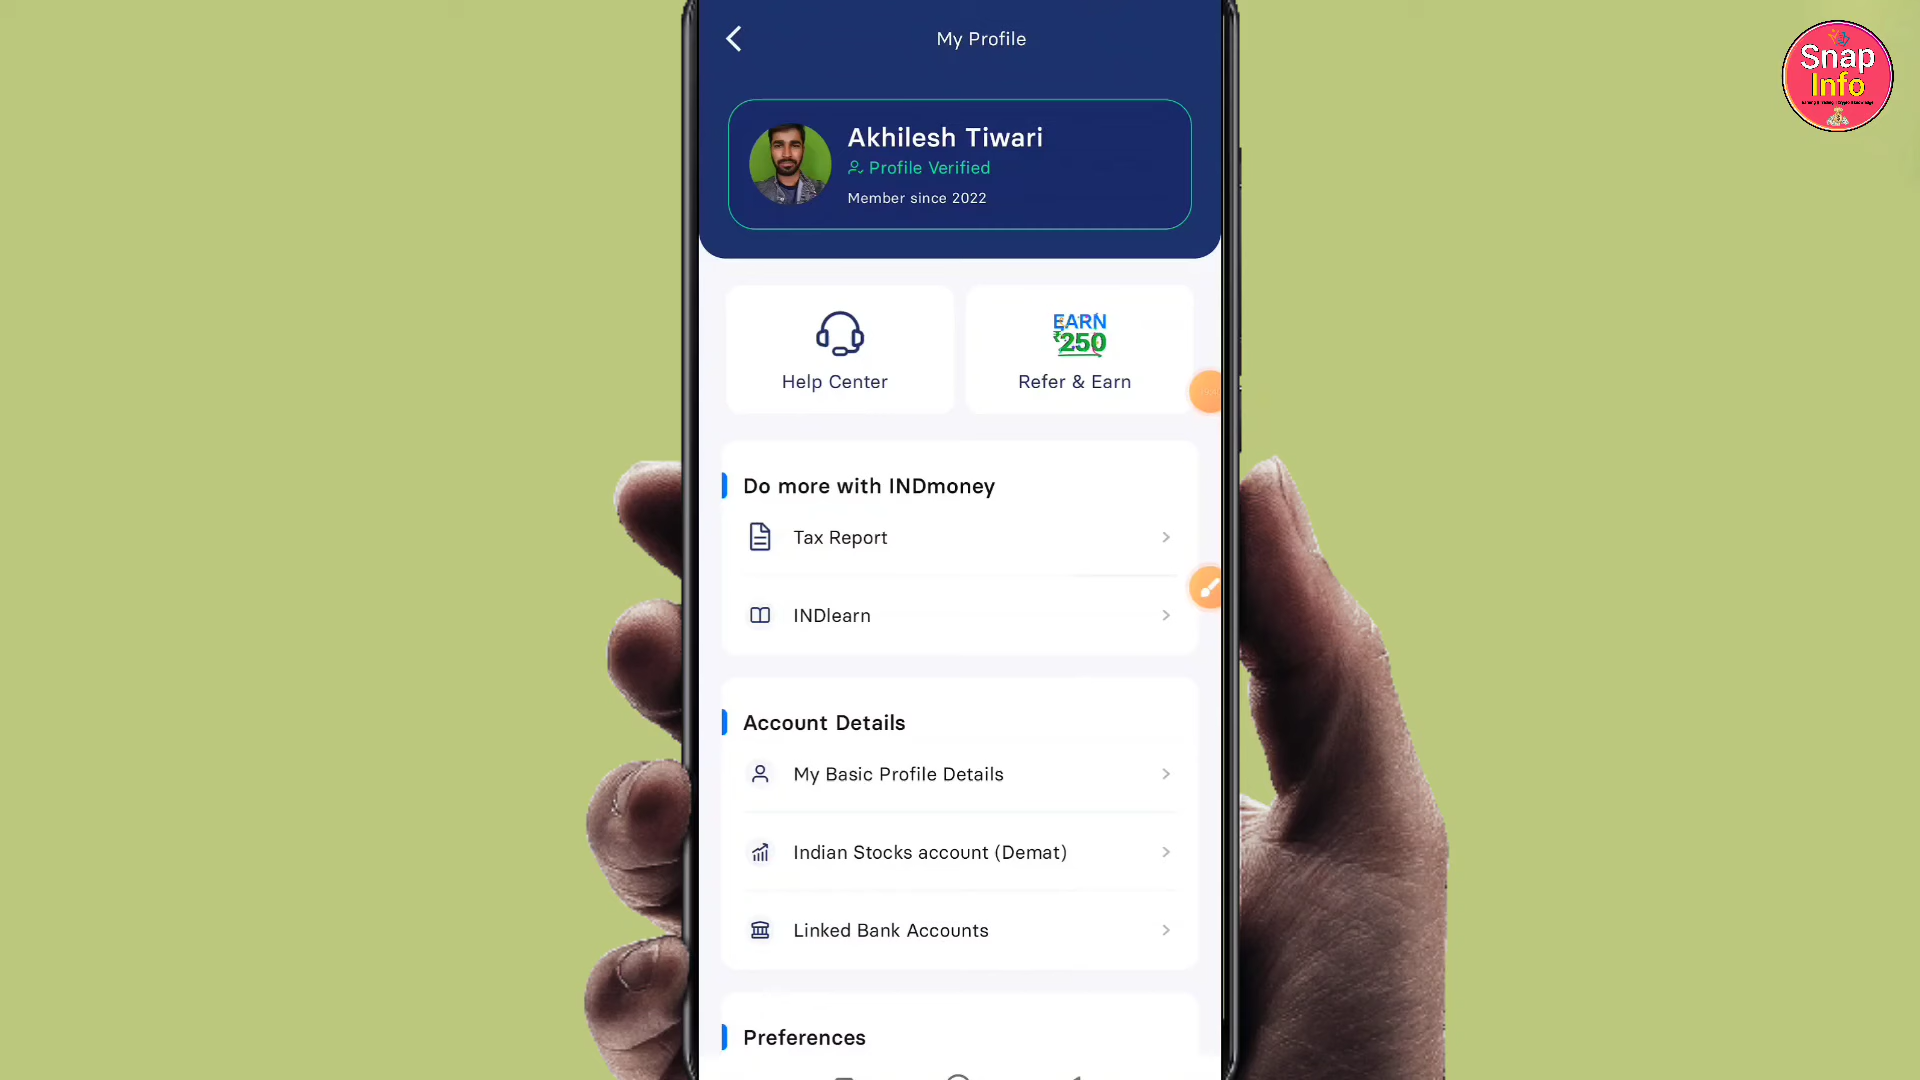 My Profile
Snap
Info
Akhilesh Tiwari
Profile Verified
Member since 2022
EARN
₹250
Help Center
Refer & Earn
Do more with INDmoney
Tax Report
INDlearn
Account Details
My Basic Profile Details
Indian Stocks account (Demat)
Linked Bank Accounts
Preferences